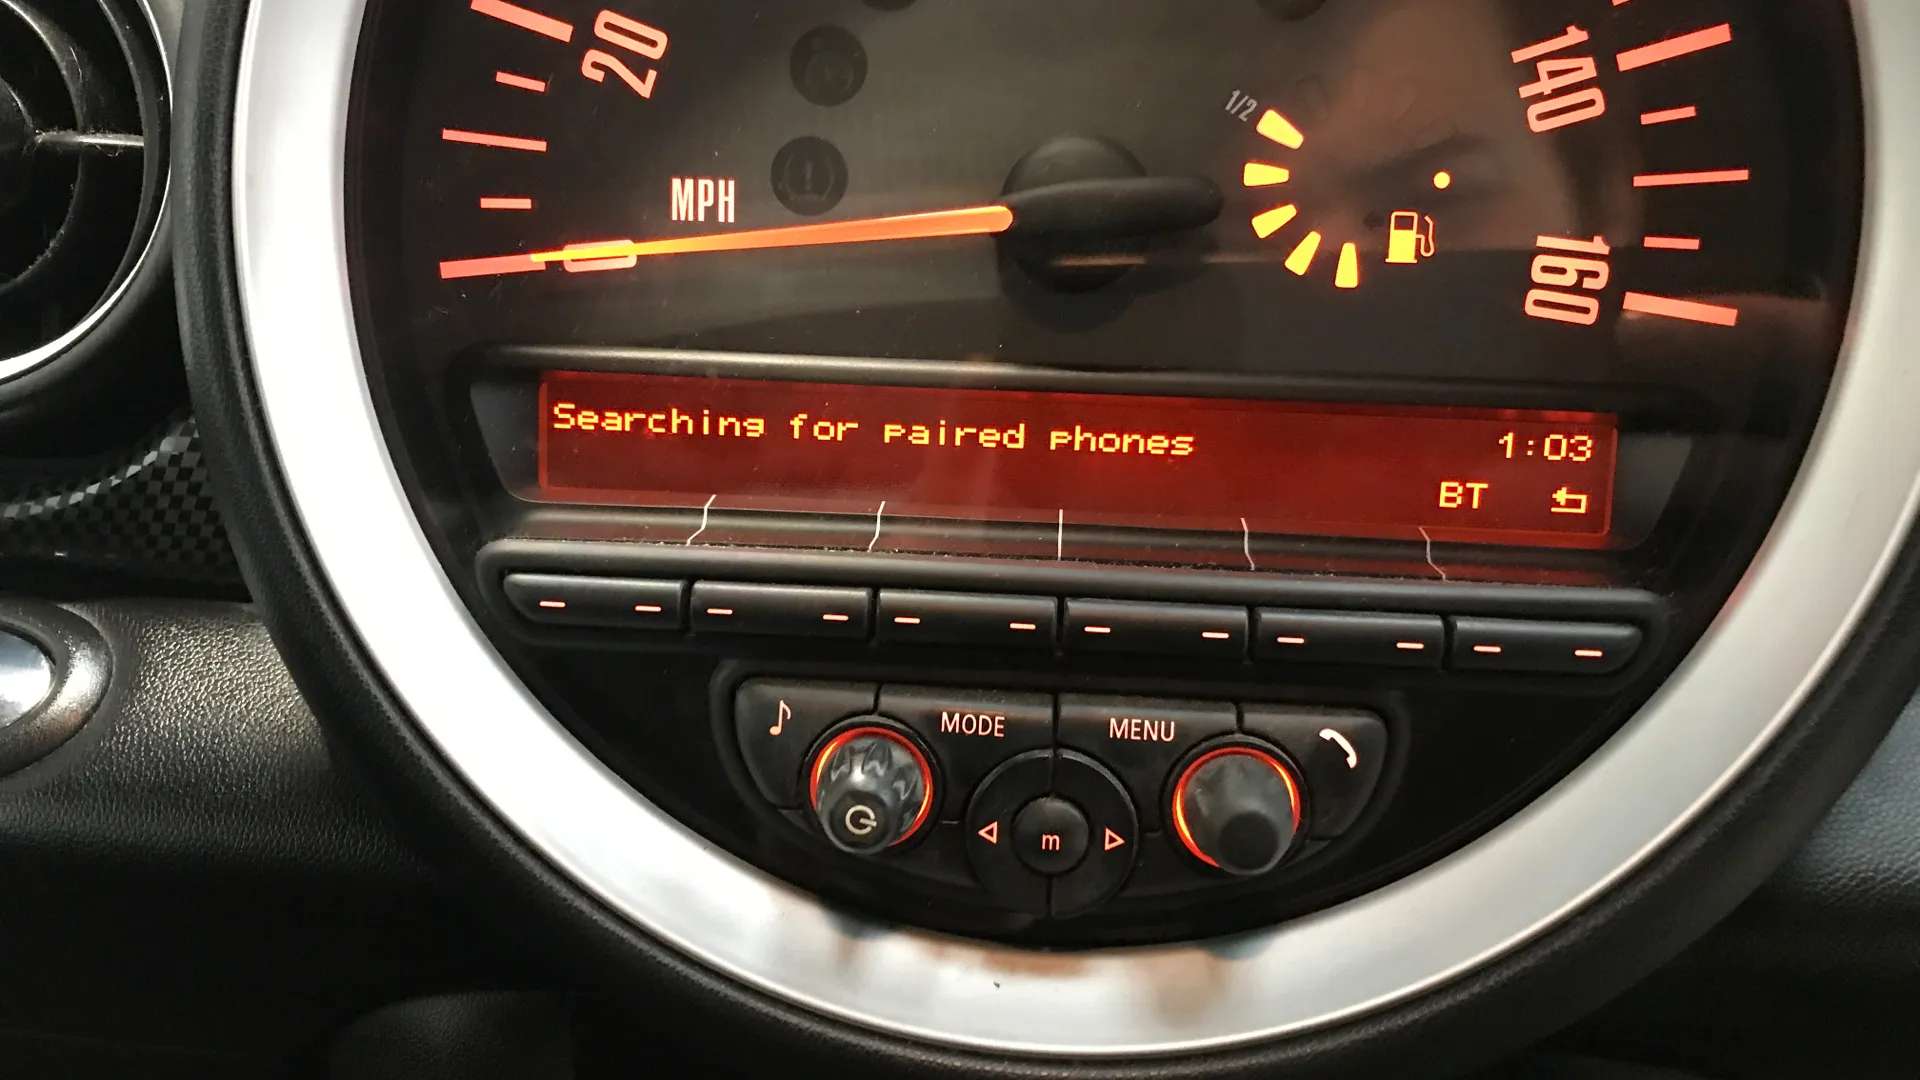 20
140
1/2
MPH
160
Searching for paired phones 1:03
BT
MODE MENU
m